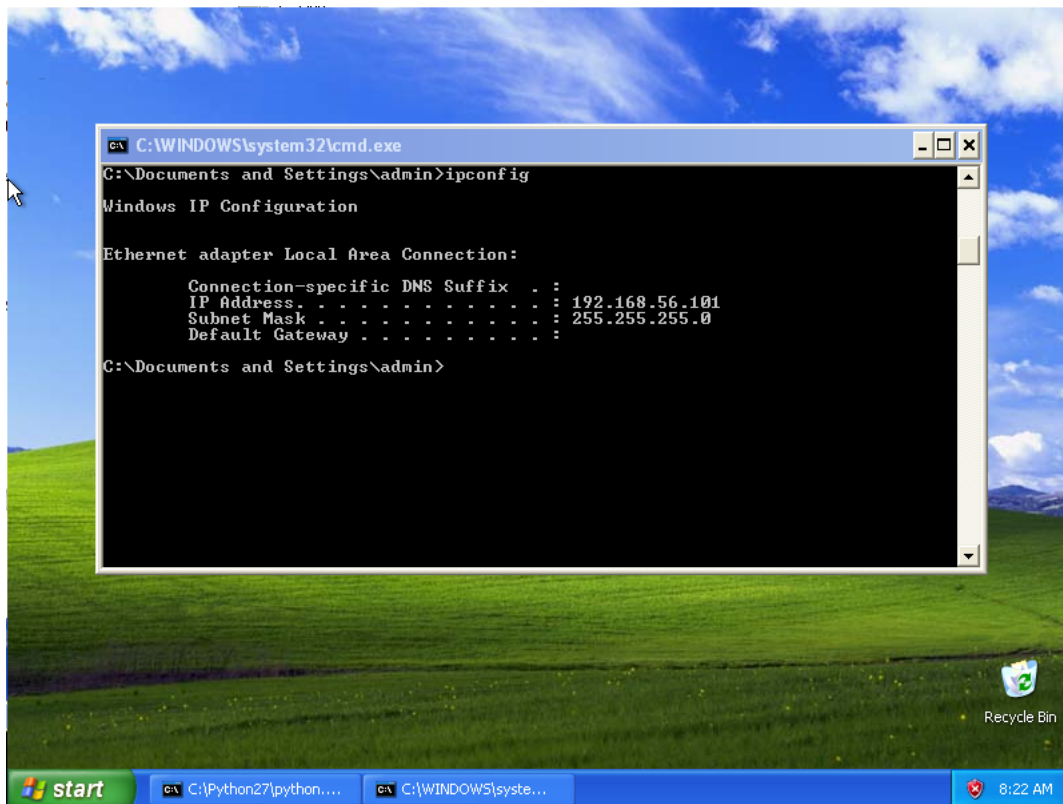 C:\WINDOWS\system32\cmd.exe
C:\Documents and Settings\admin>ipconfig
Windows IP Configuration
Ethernet adapter Local Area Connection:
Connection-specific DNS Suffix . :
IP Address. . . . . . . . . . . . : 192.168.56.101
Subnet Mask . . . . . . . . . . . : 255.255.255.0
Default Gateway . . . . . . . . . :
C:\Documents and Settings\admin>
Recycle Bin
start
C:\Python27\python....
C:\WINDOWS\syste...
8:22 AM